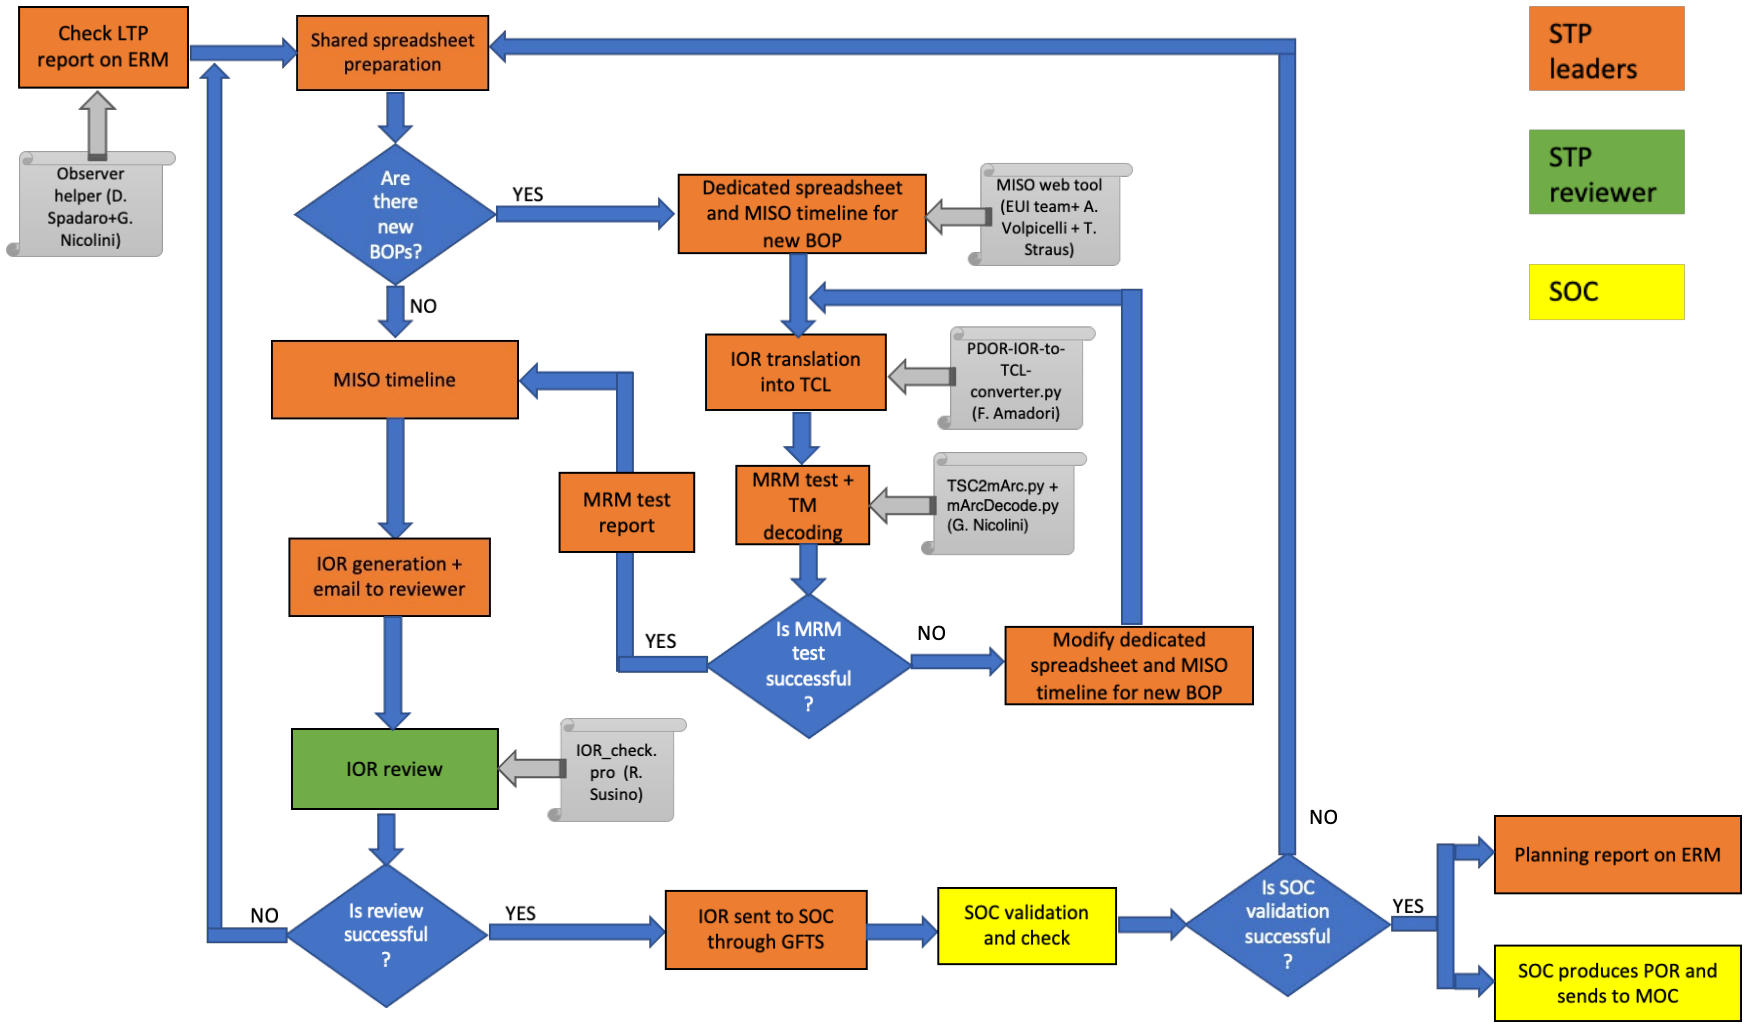 Check LTP
report on ERM
Shared spreadsheet
preparation
STP
leaders
STP
reviewer
SOC
Observer
helper (D.
Spadaro+G.
Nicolini)
Are
there
new
BOPs?
YES
NO
Dedicated spreadsheet
and MISO timeline for
new BOP
MISO web tool
(EUI team+ A.
Volpicelli + T.
Straus)
MISO timeline
IOR translation
into TCL
PDOR-IOR-to-
TCL-
converter.py
(F. Amadori)
MRM test
report
MRM test +
TM
decoding
TSC2mArc.py +
mArcDecode.py
(G. Nicolini)
IOR generation +
email to reviewer
YES
Is MRM
test
successful
?
NO
Modify dedicated
spreadsheet and MISO
timeline for new BOP
IOR review
IOR_check.
pro (R.
Susino)
NO
Is review
successful
?
YES
IOR sent to SOC
through GFTS
SOC validation
and check
NO
Is SOC
validation
successful
?
YES
Planning report on ERM
SOC produces POR and
sends to MOC